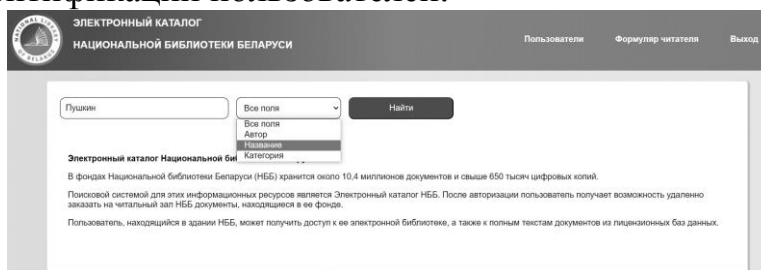 пользователей.
ЭЛЕКТРОННЫЙ КАТАЛОГ
НАЦИОНАЛЬНОЙ БИБЛИОТЕКИ БЕЛАРУСИ
Пользователи Формуляр читателя Выход
Пушкин Все поля Найти
Все поля
Автор
Название
Категория
Электронный каталог Национальной
В фондах Национальной библиотеки Беларуси (НББ) хранится около 10,4 миллионов документов и свыше 650 тысяч цифровых копий.
Поисковой системой для этих информационных ресурсов является Электронный каталог НББ. После авторизации пользователь получает возможность удаленно
заказать на читальный зал НББ документы, находящиеся в ее фонде.
Пользователь, находящийся в здании НББ, может получить доступ к ее электронной библиотеке, а также к полным текстам документов из лицензионных баз данных.